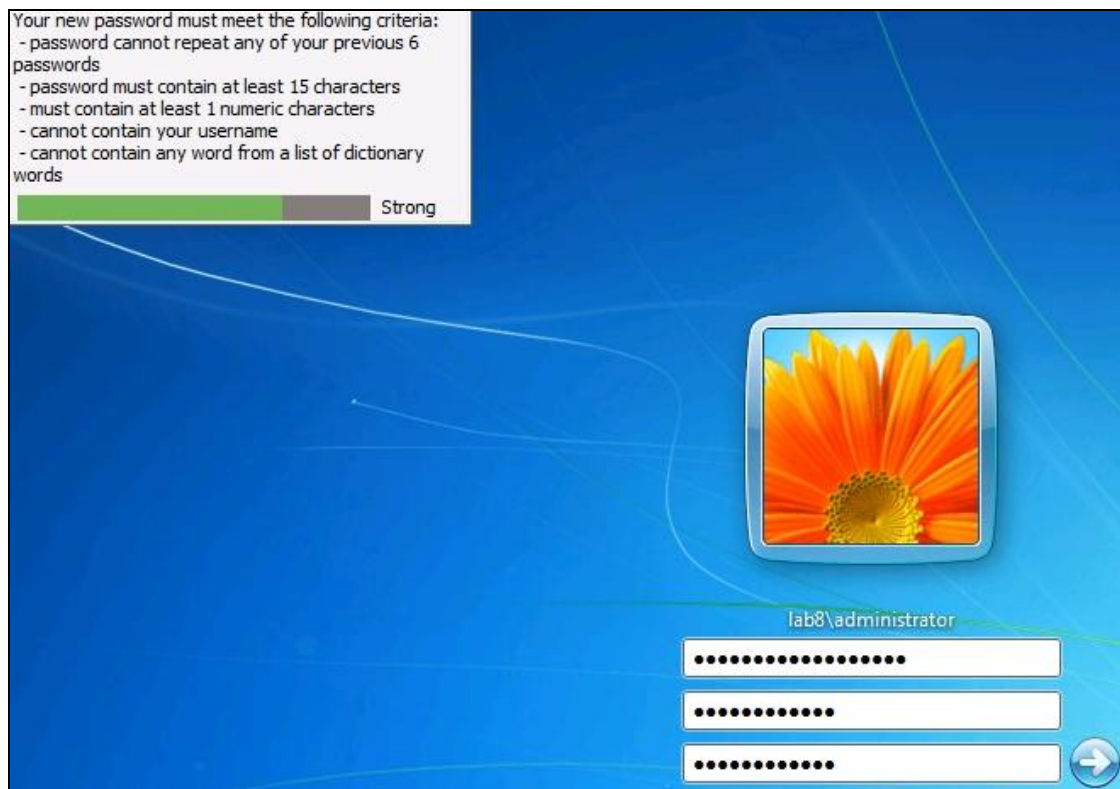 Your new password must meet the following criteria:
- password cannot repeat any of your previous 6
passwords
- password must contain at least 15 characters
- must contain at least 1 numeric characters
- cannot contain your username
- cannot contain any word from a list of dictionary
words
Strong
lab8\administrator